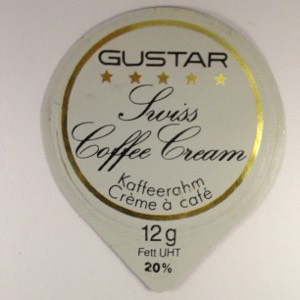 GUSTAR
Swiss
Coffee Cream
Kaffeerahm
Crème à café
12g
Fett UHT
20%